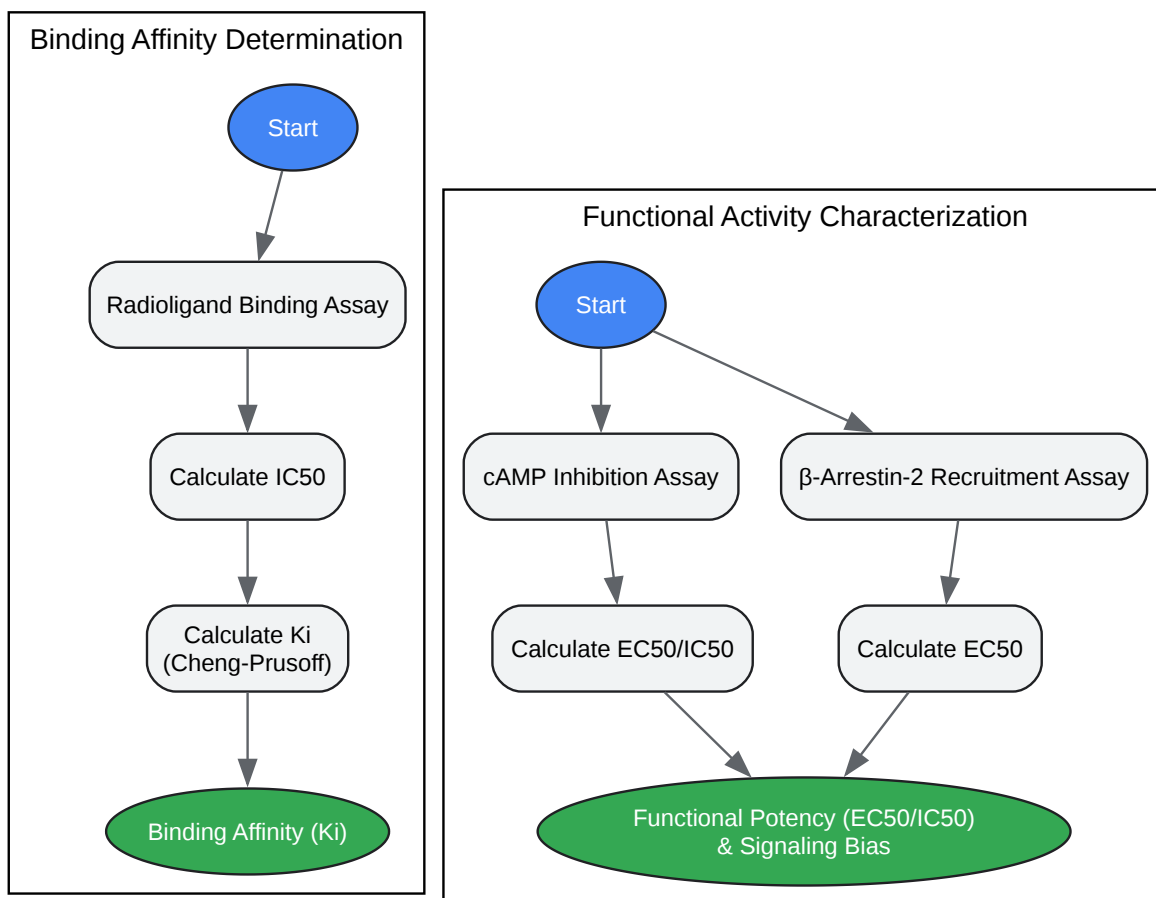 Binding Affinity Determination
Start
Radioligand Binding Assay
Calculate IC50
Calculate Ki
(Cheng-Prusoff)
Binding Affinity (Ki)
Functional Activity Characterization
Start
cAMP Inhibition Assay
β-Arrestin-2 Recruitment Assay
Calculate EC50/IC50
Calculate EC50
Functional Potency (EC50/IC50)
& Signaling Bias